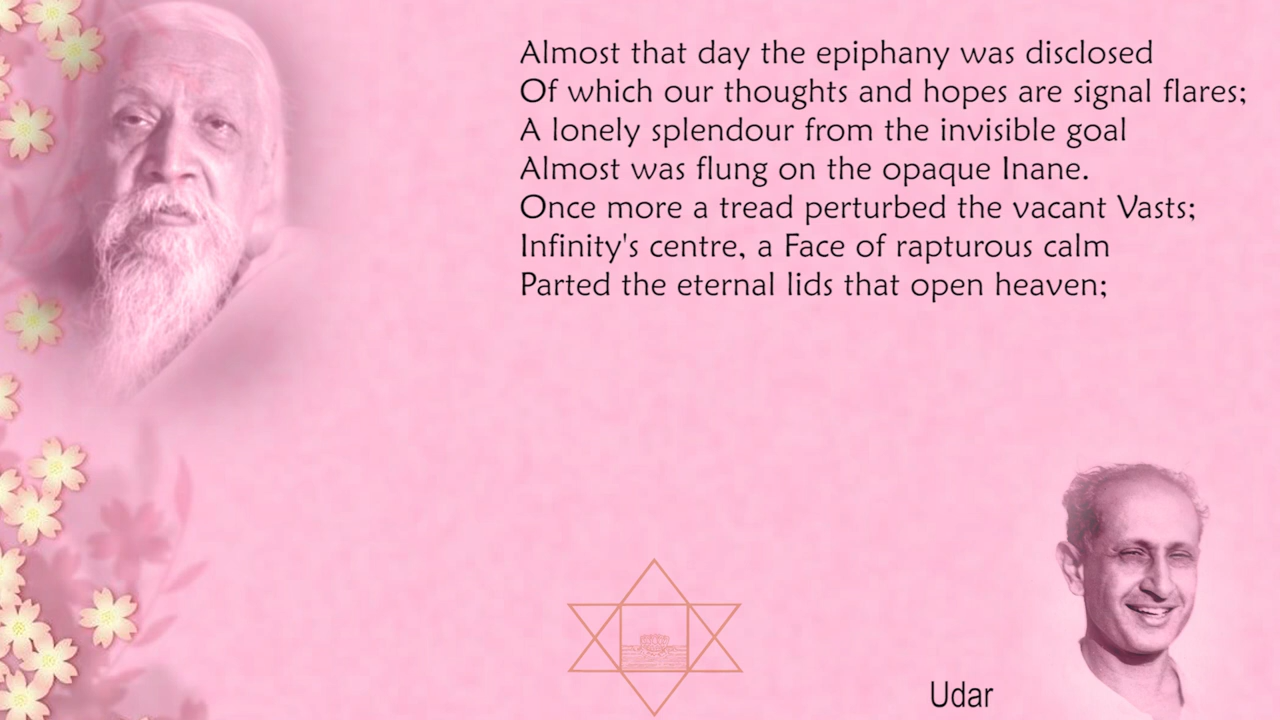 Almost that day the epiphany was disclosed
Of which our thoughts and hopes are signal flares;
A lonely splendour from the invisible goal
Almost was flung on the opaque Inane.
Once more a tread perturbed the vacant Vasts;
Infinity's centre, a Face of rapturous calm
Parted the eternal lids that open heaven;
Udar